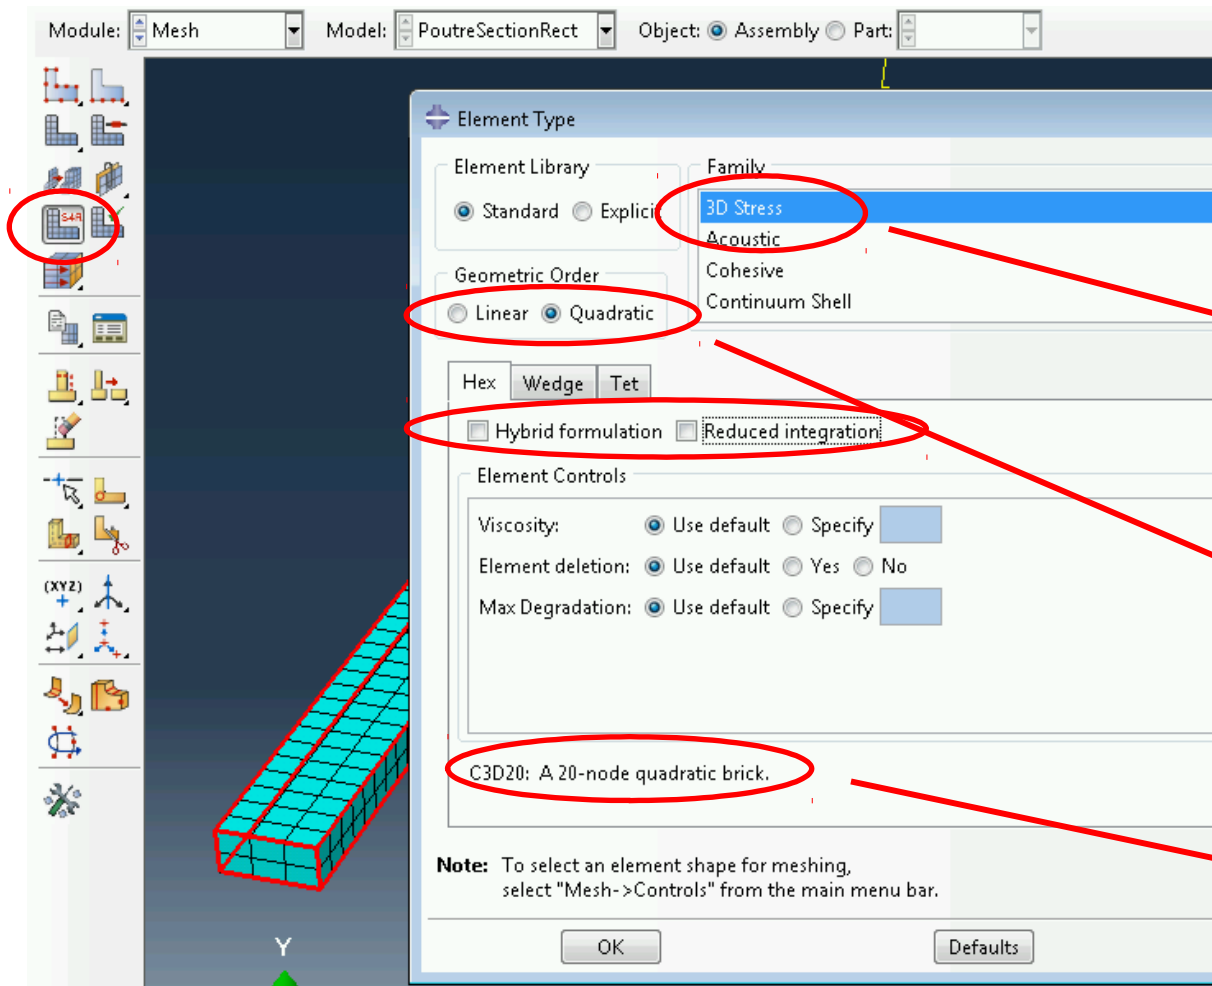 Module: Mesh Model: PoutreSectionRect Object: Assembly Part:
Element Type
Element Library Family
Standard Explicit 3D Stress
Acoustic
Geometric Order Cohesive
Linear Quadratic Continuum Shell
Hex Wedge Tet
Hybrid formulation Reduced integration
Element Controls
Viscosity: Use default Specify
Element deletion: Use default Yes No
Max Degradation: Use default Specify
C3D20: A 20-node quadratic brick.
Note: To select an element shape for meshing,
select "Mesh->Controls" from the main menu bar.
OK Defaults
S4R
(XYZ)
Y